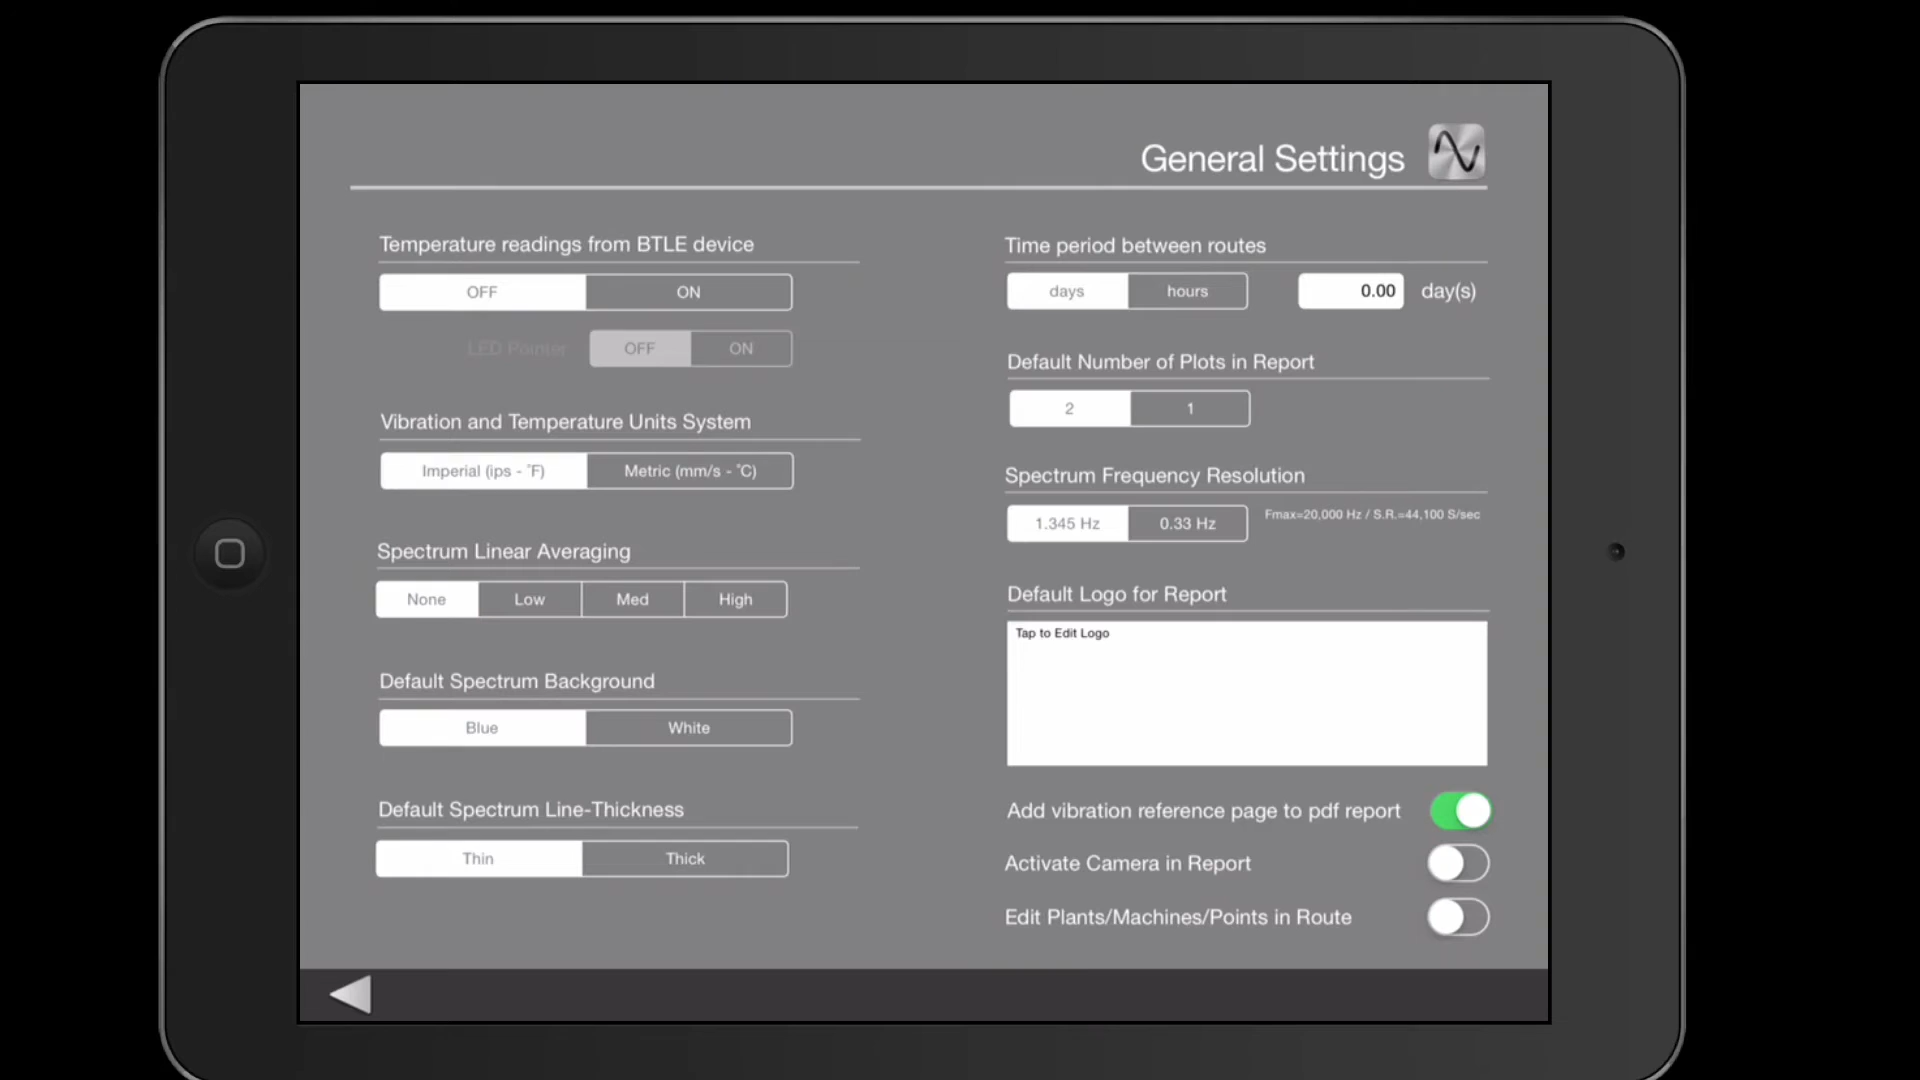 General Settings
Temperature readings from BTLE device
OFF ON
LED Pointer OFF ON
Vibration and Temperature Units System
Imperial (ips - °F) Metric (mm/s - °C)
Spectrum Linear Averaging
None Low Med High
Default Spectrum Background
Blue White
Default Spectrum Line-Thickness
Thin Thick
Time period between routes
days hours 0.00 day(s)
Default Number of Plots in Report
2 1
Spectrum Frequency Resolution
1.345 Hz 0.33 Hz Fmax=20,000 Hz / S.R.=44,100 S/sec
Default Logo for Report
Tap to Edit Logo
Add vibration reference page to pdf report
Activate Camera in Report
Edit Plants/Machines/Points in Route